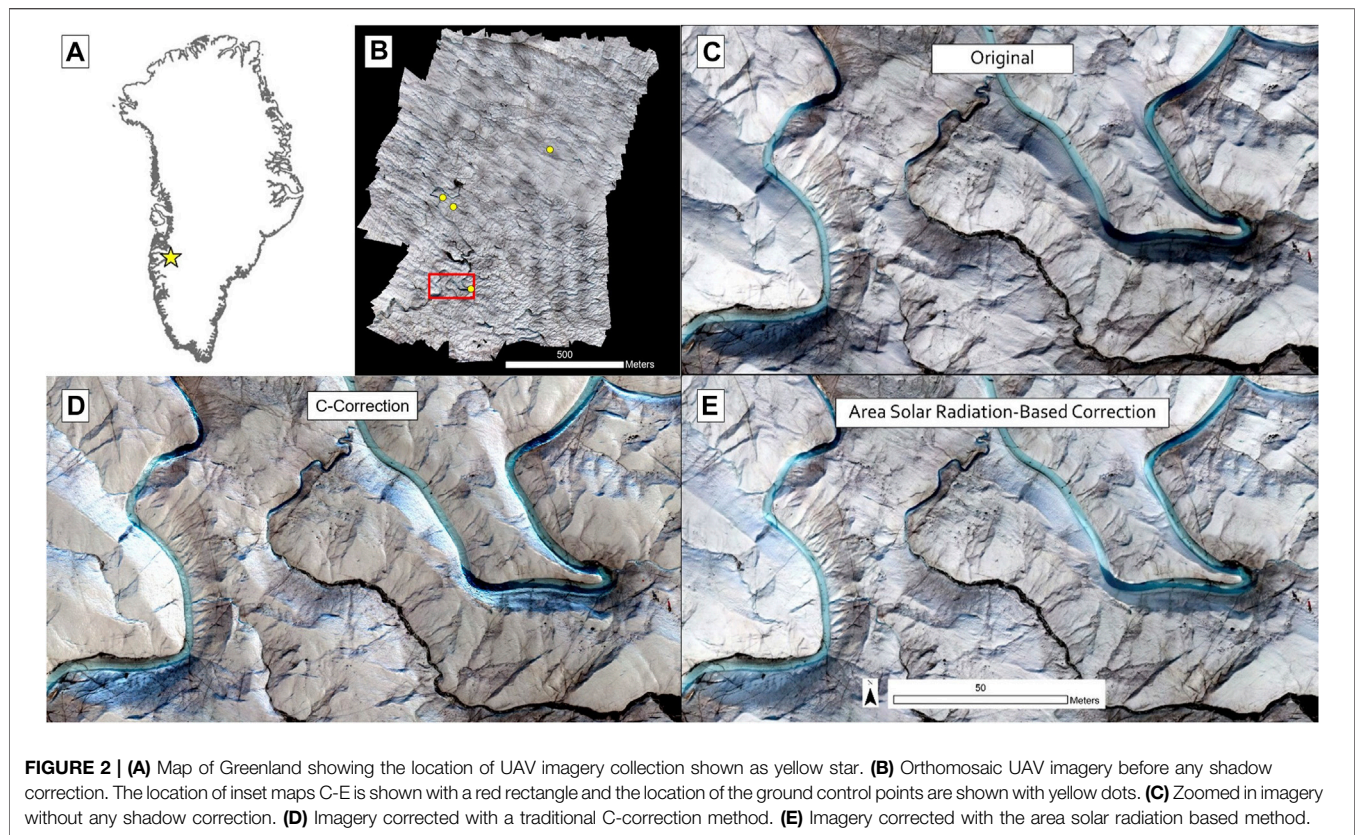 A
B
500
Meters
C
Original
D
C-Correction
E
Area Solar Radiation-Based Correction
N
50
Meters
FIGURE 2 | (A) Map of Greenland showing the location of UAV imagery collection shown as yellow star. (B) Orthomosaic UAV imagery before any shadow
correction. The location of inset maps C-E is shown with a red rectangle and the location of the ground control points are shown with yellow dots. (C) Zoomed in imagery
without any shadow correction. (D) Imagery corrected with a traditional C-correction method. (E) Imagery corrected with the area solar radiation based method.